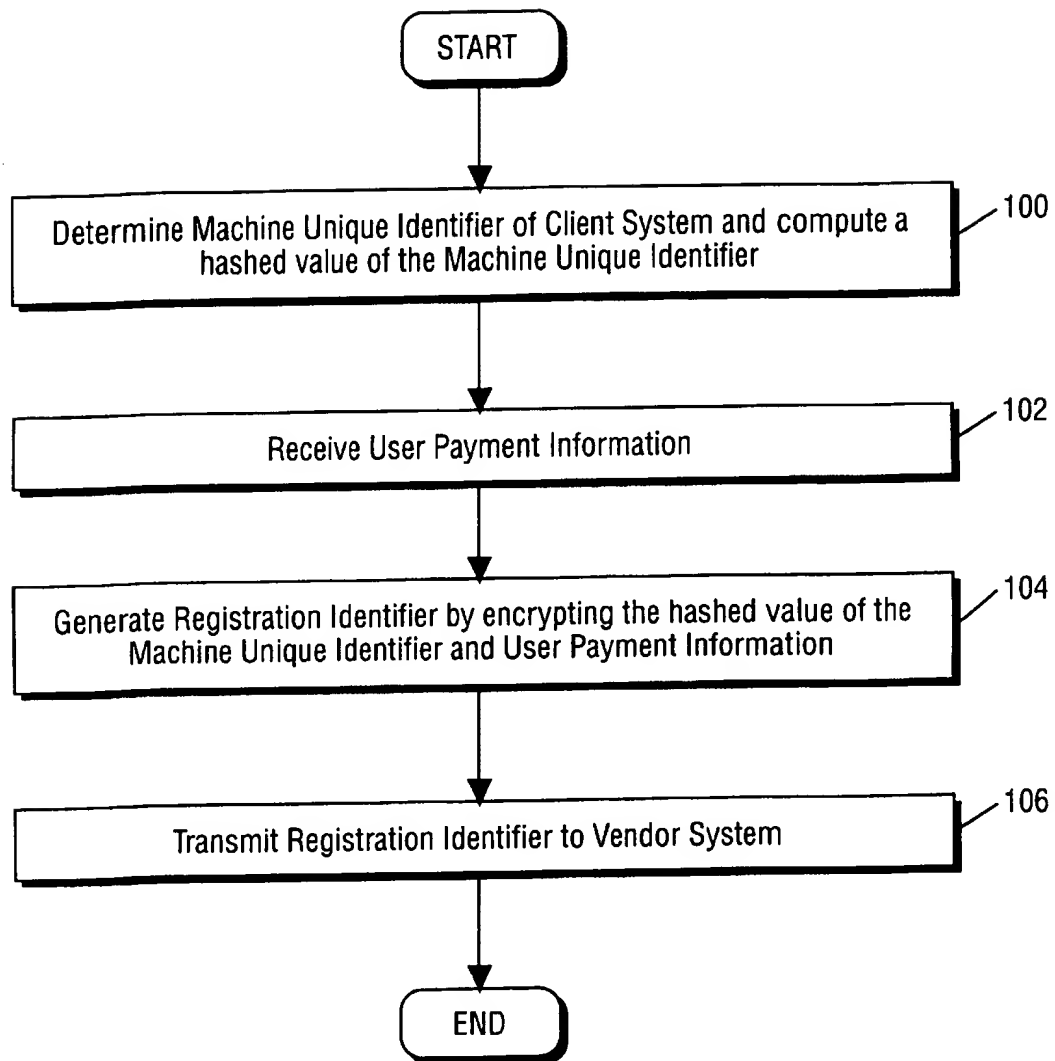 START
Determine Machine Unique Identifier of Client System and compute a
hashed value of the Machine Unique Identifier
100
Receive User Payment Information
102
Generate Registration Identifier by encrypting the hashed value of the
Machine Unique Identifier and User Payment Information
104
Transmit Registration Identifier to Vendor System
106
END